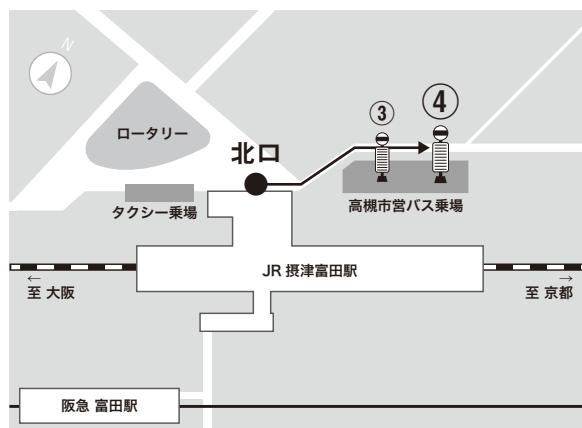 N
ロータリー
③
④
北口
タクシー乗場
高槻市営バス乗場
JR 摂津富田駅
←
至 大阪
→
至 京都
阪急 富田駅